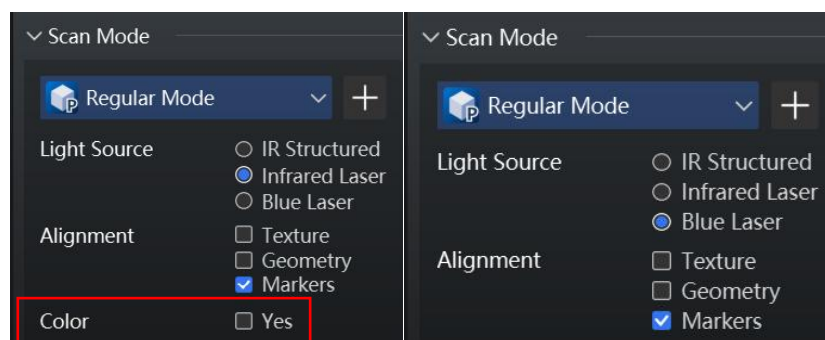 Scan Mode
P Regular Mode
Light Source
IR Structured
Infrared Laser
Blue Laser
Alignment
Texture
Geometry
Markers
Color
Yes
Scan Mode
P Regular Mode
Light Source
IR Structured
Infrared Laser
Blue Laser
Alignment
Texture
Geometry
Markers